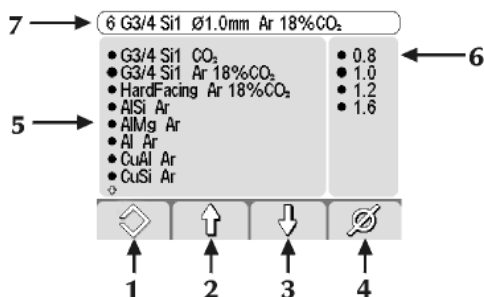 7
6 G3/4 Si1 Ø1.0mm Ar 18%CO₂
G3/4 Si1 CO₂
G3/4 Si1 Ar 18%CO₂
HardFacing Ar 18%CO₂
AlSi Ar
AlMg Ar
Al Ar
CuAl Ar
CuSi Ar
0.8
1.0
1.2
1.6
6
5
1
2
3
4